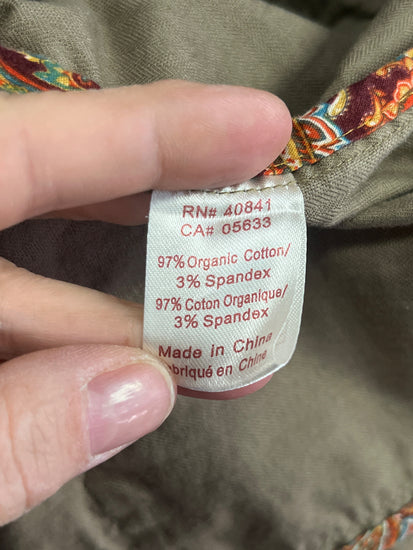 RN# 40841
CA# 05633
97% Organic Cotton/
3% Spandex
97% Coton Organique/
3% Spandex
Made in China
abriqué en Chine